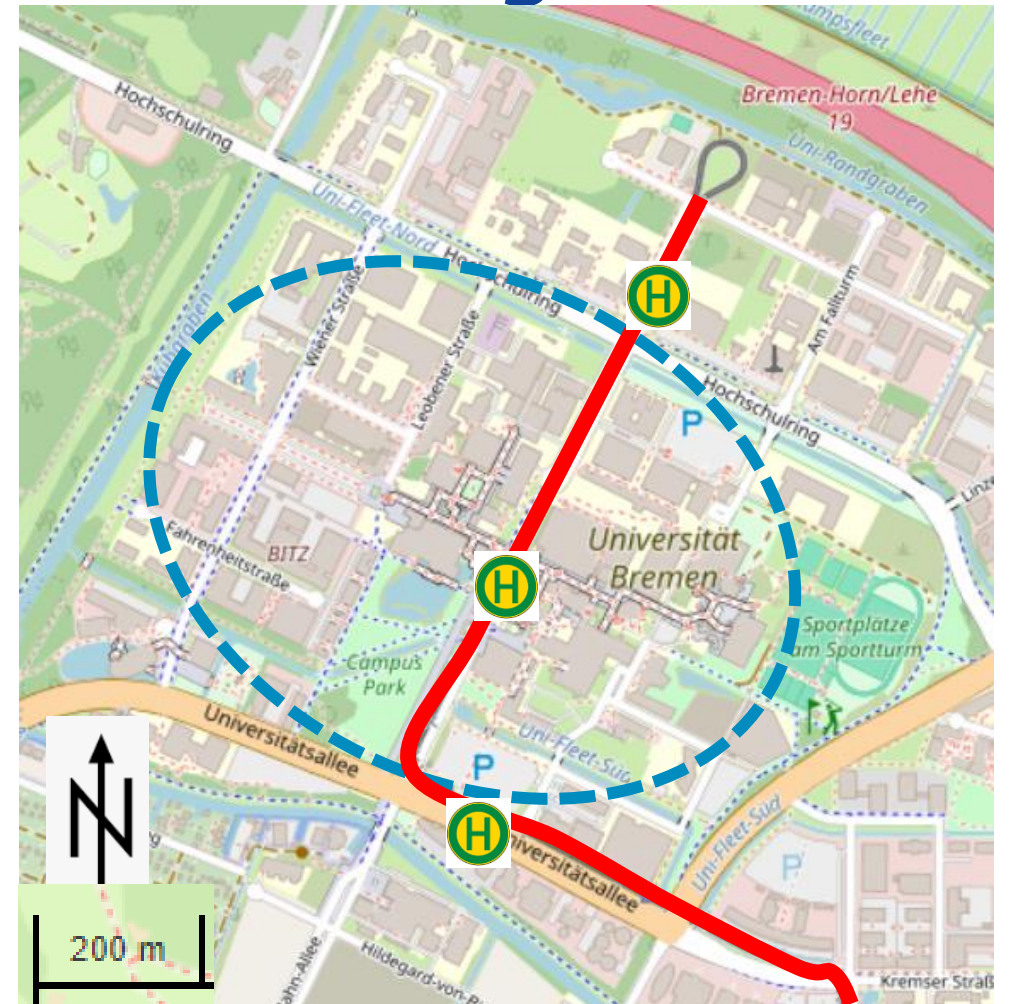 Kampsfleet
Bremen-Horn/Lehe
19
Hochschulring
Uni-Randgraben
Uni-Fleet-Nord
Hochschulring
Wiener Straße
Leobener Straße
Am Fallturm
Hochschulring
P
H
Universität
Bremen
BITZ
Fahrenheitstraße
H
Sportplätze
am Sportturm
Campus
Park
Universitätsallee
P
Uni-Fleet-Süd
H
Universitätsallee
Uni-Fleet-Süd
P
N
200 m
Hildegard-von-
Kremser Straß